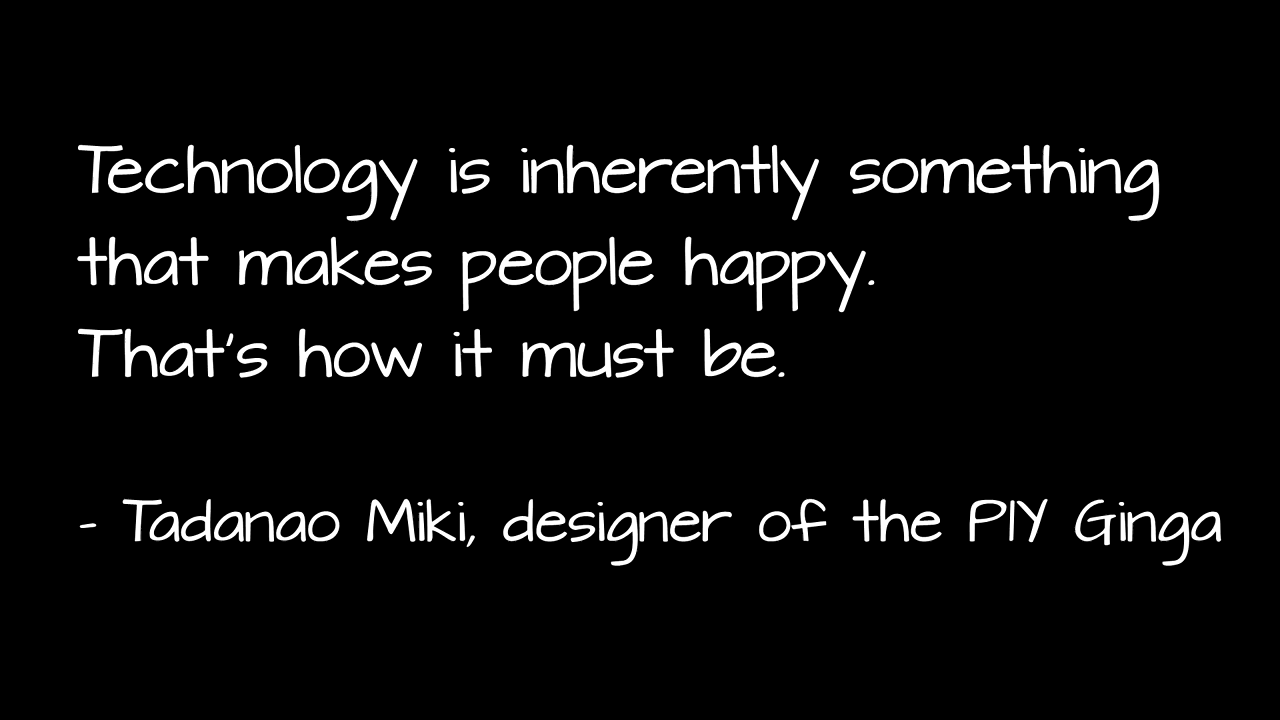 Technology is inherently something
that makes people happy.
That's how it must be.
- Tadanao Miki, designer of the PIY Ginga